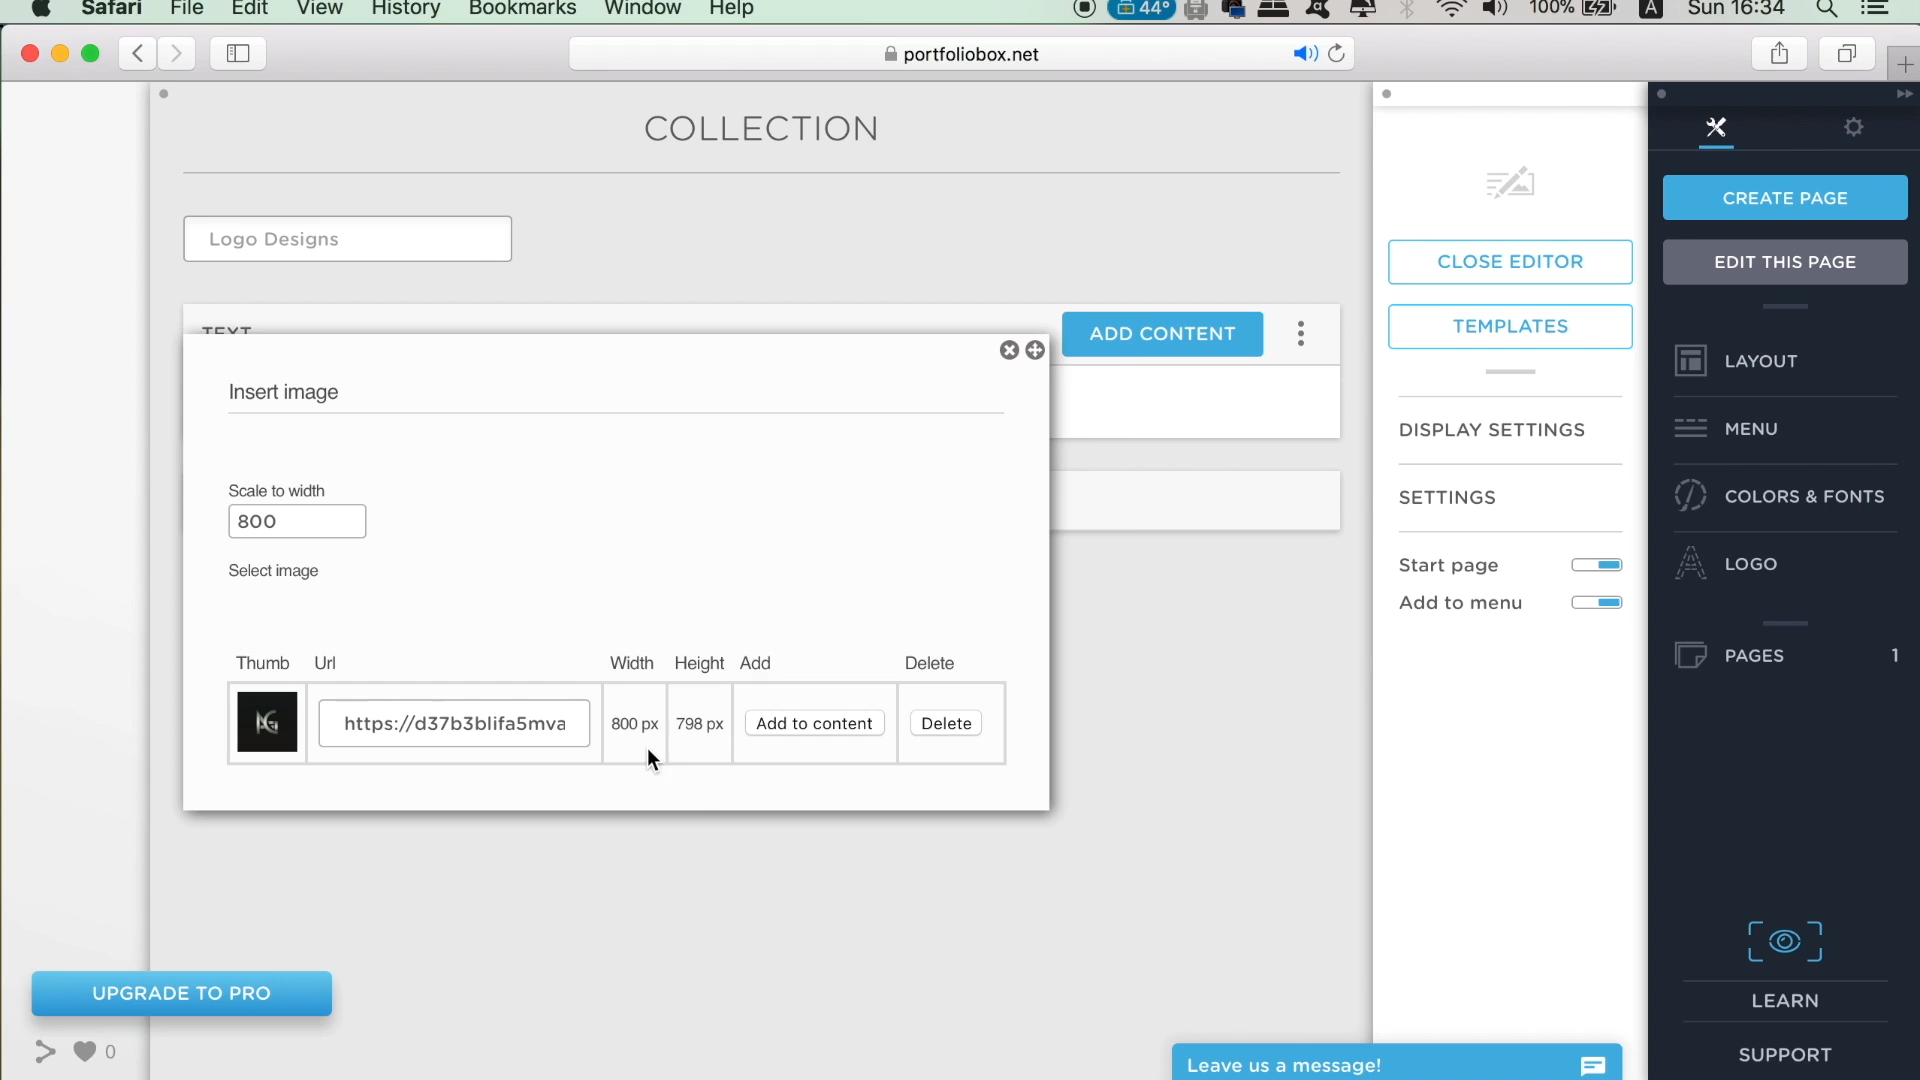 Safari File Edit View History Bookmarks Window Help 44° 100% A Sun 16:34
portfoliobox.net
COLLECTION
Logo Designs
TEXT
ADD CONTENT
Insert image
Scale to width
800
Select image
Thumb Url Width Height Add Delete
https://d37b3blifa5mva 800 px 798 px Add to content Delete
UPGRADE TO PRO
0
Leave us a message!
CLOSE EDITOR
TEMPLATES
DISPLAY SETTINGS
SETTINGS
Start page
Add to menu
CREATE PAGE
EDIT THIS PAGE
LAYOUT
MENU
COLORS & FONTS
LOGO
PAGES 1
LEARN
SUPPORT